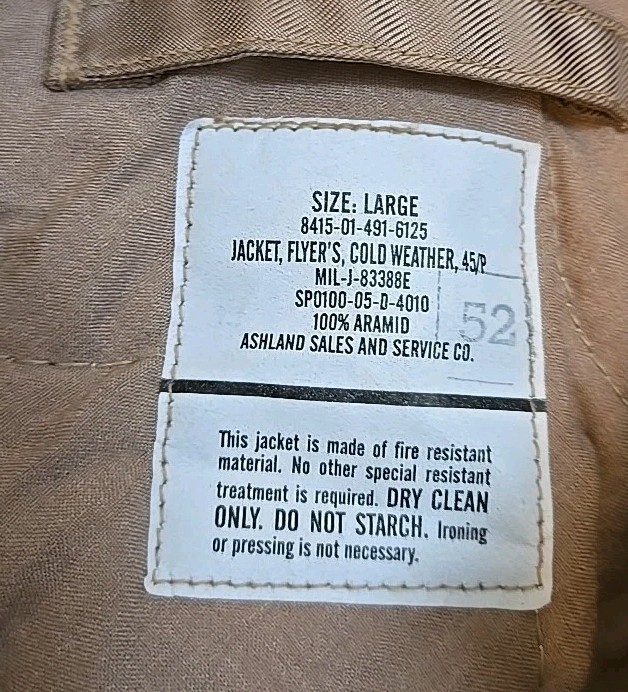 SIZE: LARGE
8415-01-491-6125
JACKET, FLYER'S, COLD WEATHER, 45/P
MIL-J-83388E
SP0100-05-D-4010
100% ARAMID
52
ASHLAND SALES AND SERVICE CO.
This jacket is made of fire resistant
material. No other special resistant
treatment is required. DRY CLEAN
ONLY. DO NOT STARCH. Ironing
or pressing is not necessary.